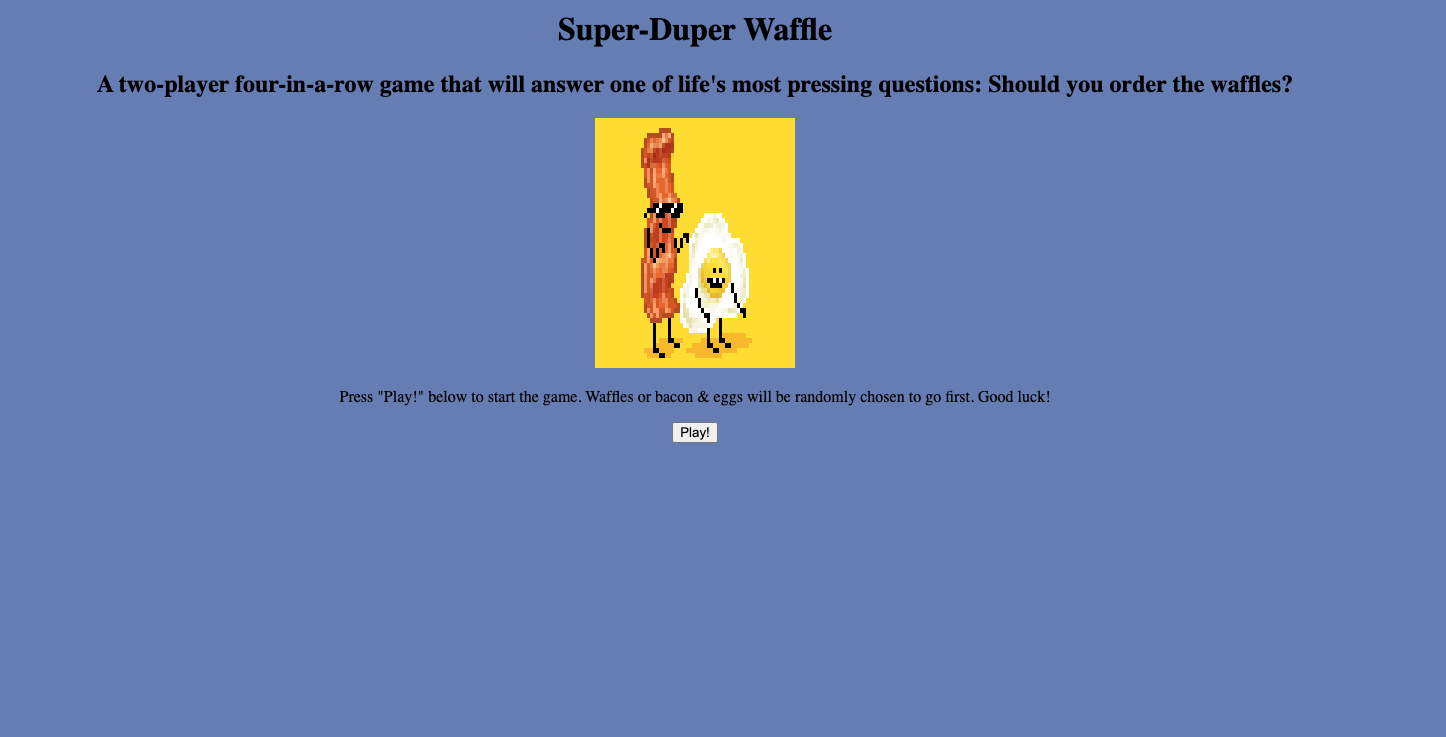 Super-Duper Waffle
A two-player four-in-a-row game that will answer one of life's most pressing questions: Should you order the waffles?
Press "Play!" below to start the game. Waffles or bacon & eggs will be randomly chosen to go first. Good luck!
Play!